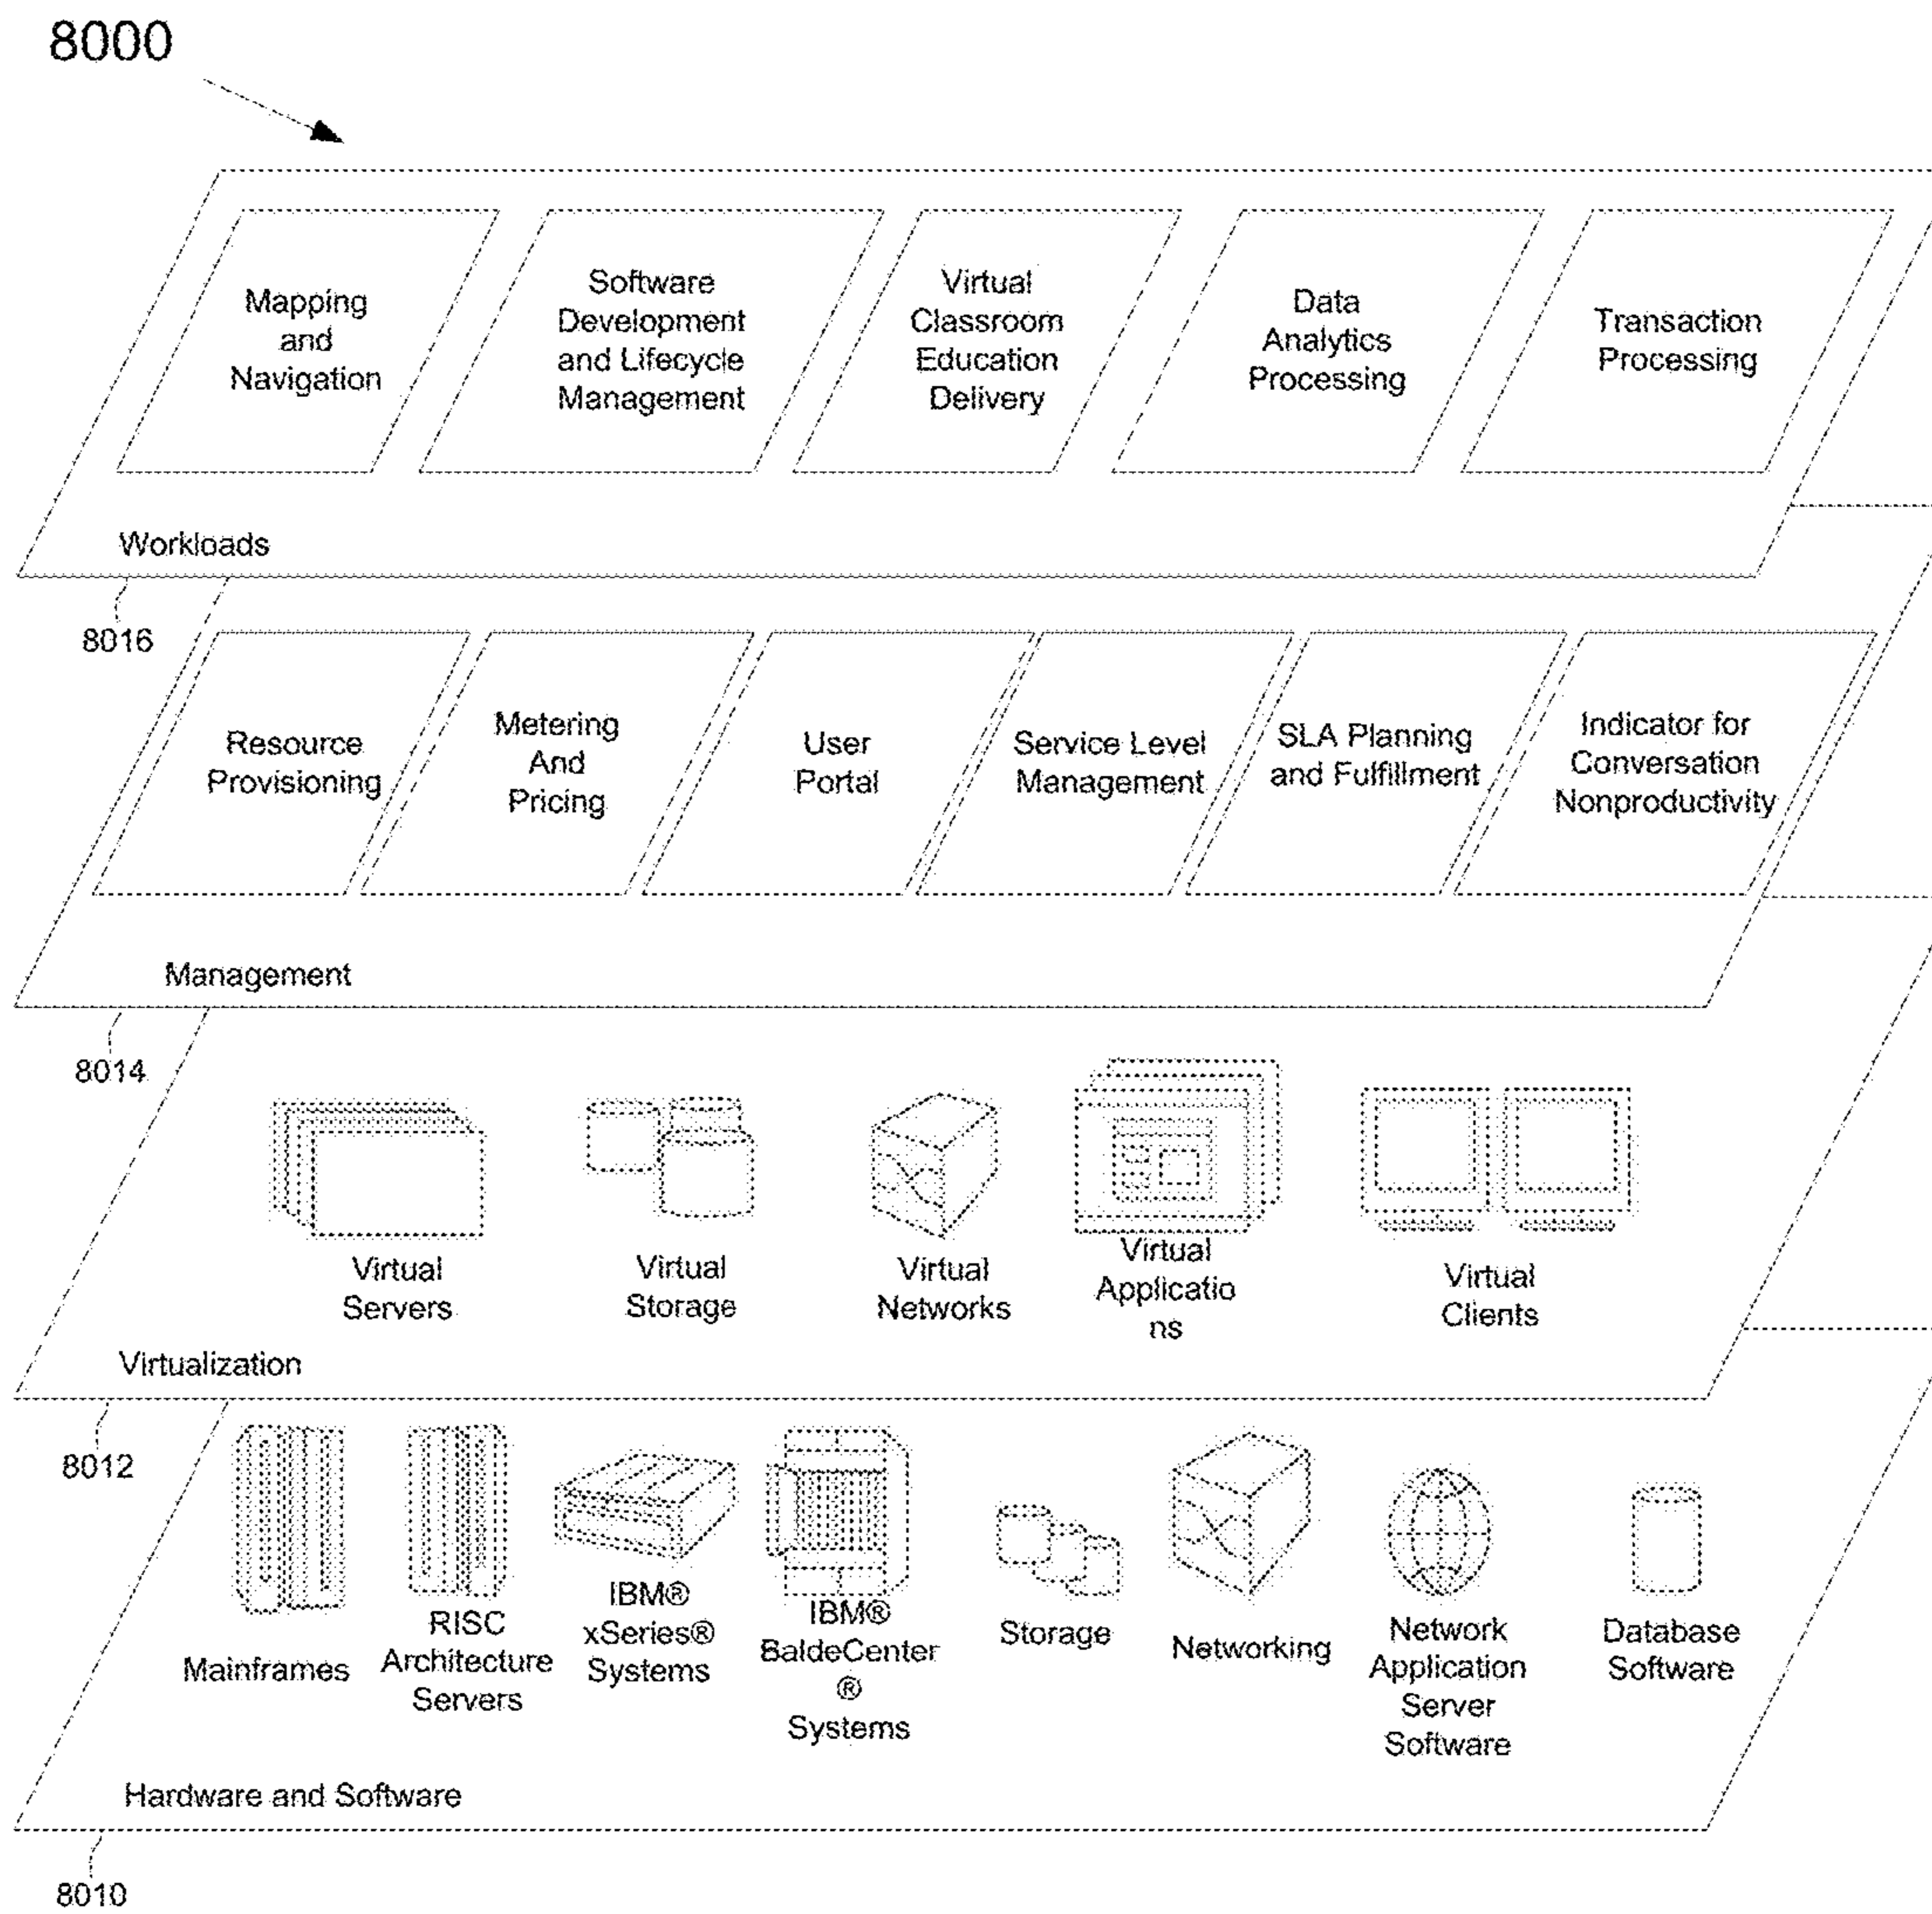 8000
Mapping
and
Navigation
Software
Development
and Lifecycle
Management
Virtual
Classroom
Education
Delivery
Data
Analytics
Processing
Transaction
Processing
Workloads
8016
Resource
Provisioning
Metering
And
Pricing
User
Portal
Service Level
Management
SLA Planning
and Fulfillment
Indicator for
Conversation
Nonproductivity
Management
8014
Virtual
Servers
Virtual
Storage
Virtual
Networks
Virtual
Applicatio
ns
Virtual
Clients
Virtualization
8012
Mainframes
RISC
Architecture
Servers
IBM®
xSeries®
Systems
IBM®
BaldeCenter
®
Systems
Storage
Networking
Network
Application
Server
Software
Database
Software
Hardware and Software
8010